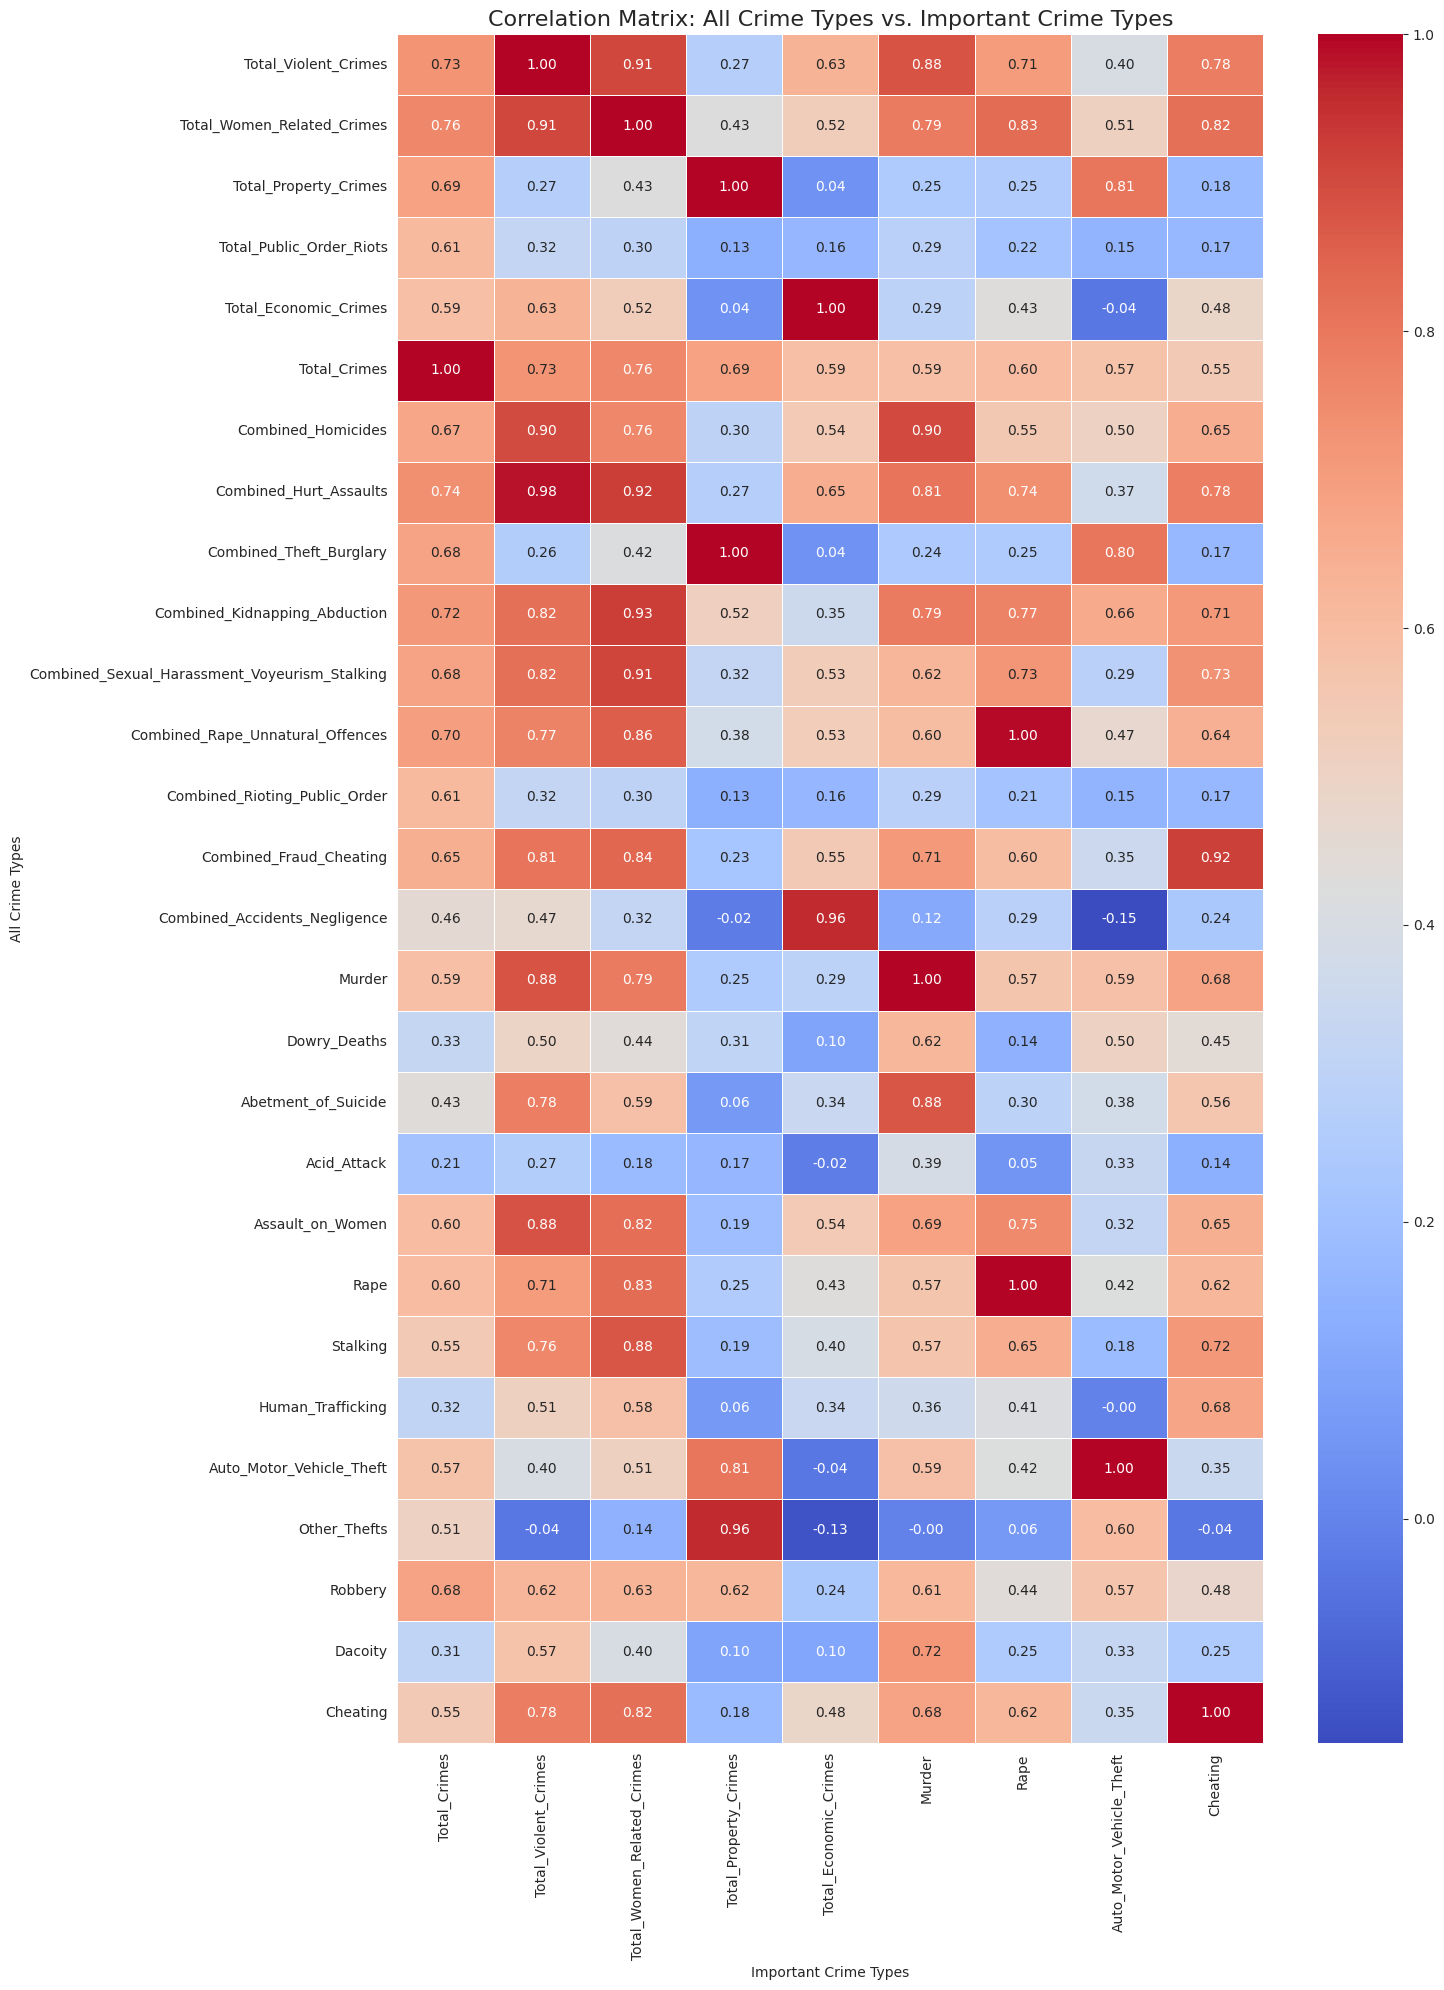 Correlation Matrix: All Crime Types vs. Important Crime Types
Total_Violent_Crimes 0.73 1.00 0.91 0.27 0.63 0.88 0.71 0.40 0.78
Total_Women_Related_Crimes 0.76 0.91 1.00 0.43 0.52 0.79 0.83 0.51 0.82
Total_Property_Crimes 0.69 0.27 0.43 1.00 0.04 0.25 0.25 0.81 0.18
Total_Public_Order_Riots 0.61 0.32 0.30 0.13 0.16 0.29 0.22 0.15 0.17
Total_Economic_Crimes 0.59 0.63 0.52 0.04 1.00 0.29 0.43 -0.04 0.48
Total_Crimes 1.00 0.73 0.76 0.69 0.59 0.59 0.60 0.57 0.55
Combined_Homicides 0.67 0.90 0.76 0.30 0.54 0.90 0.55 0.50 0.65
Combined_Hurt_Assaults 0.74 0.98 0.92 0.27 0.65 0.81 0.74 0.37 0.78
Combined_Theft_Burglary 0.68 0.26 0.42 1.00 0.04 0.24 0.25 0.80 0.17
Combined_Kidnapping_Abduction 0.72 0.82 0.93 0.52 0.35 0.79 0.77 0.66 0.71
Combined_Sexual_Harassment_Voyeurism_Stalking 0.68 0.82 0.91 0.32 0.53 0.62 0.73 0.29 0.73
Combined_Rape_Unnatural_Offences 0.70 0.77 0.86 0.38 0.53 0.60 1.00 0.47 0.64
Combined_Rioting_Public_Order 0.61 0.32 0.30 0.13 0.16 0.29 0.21 0.15 0.17
Combined_Fraud_Cheating 0.65 0.81 0.84 0.23 0.55 0.71 0.60 0.35 0.92
Combined_Accidents_Negligence 0.46 0.47 0.32 -0.02 0.96 0.12 0.29 -0.15 0.24
Murder 0.59 0.88 0.79 0.25 0.29 1.00 0.57 0.59 0.68
Dowry_Deaths 0.33 0.50 0.44 0.31 0.10 0.62 0.14 0.50 0.45
Abetment_of_Suicide 0.43 0.78 0.59 0.06 0.34 0.88 0.30 0.38 0.56
Acid_Attack 0.21 0.27 0.18 0.17 -0.02 0.39 0.05 0.33 0.14
Assault_on_Women 0.60 0.88 0.82 0.19 0.54 0.69 0.75 0.32 0.65
Rape 0.60 0.71 0.83 0.25 0.43 0.57 1.00 0.42 0.62
Stalking 0.55 0.76 0.88 0.19 0.40 0.57 0.65 0.18 0.72
Human_Trafficking 0.32 0.51 0.58 0.06 0.34 0.36 0.41 -0.00 0.68
Auto_Motor_Vehicle_Theft 0.57 0.40 0.51 0.81 -0.04 0.59 0.42 1.00 0.35
Other_Thefts 0.51 -0.04 0.14 0.96 -0.13 -0.00 0.06 0.60 -0.04
Robbery 0.68 0.62 0.63 0.62 0.24 0.61 0.44 0.57 0.48
Dacoity 0.31 0.57 0.40 0.10 0.10 0.72 0.25 0.33 0.25
Cheating 0.55 0.78 0.82 0.18 0.48 0.68 0.62 0.35 1.00
All Crime Types
Total_Crimes
Total_Violent_Crimes
Total_Women_Related_Crimes
Total_Property_Crimes
Total_Economic_Crimes
Murder
Rape
Auto_Motor_Vehicle_Theft
Cheating
Important Crime Types
1.0
0.8
0.6
0.4
0.2
0.0